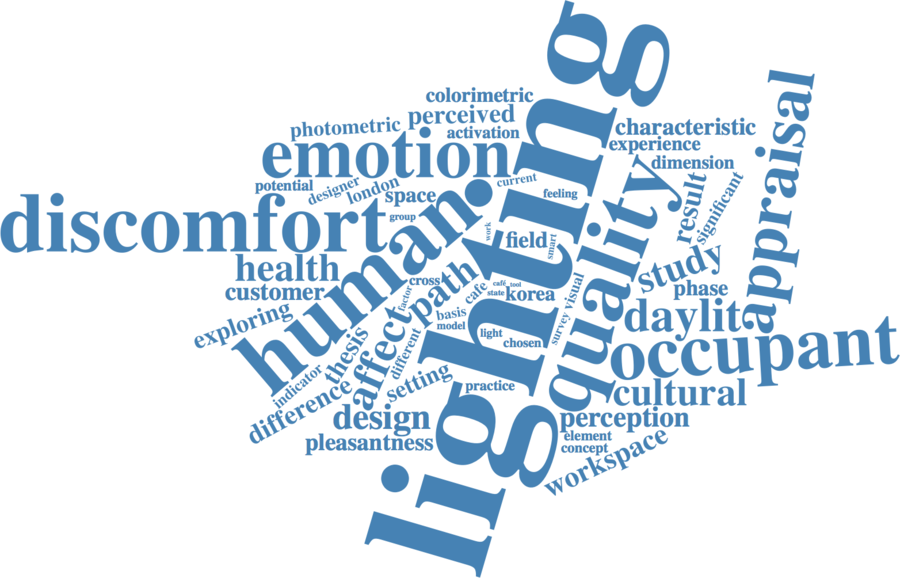 lighting
colorimetric
perceived
photometric
activation
emotion
characteristic
experience
dimension
appraisal
potential
designer
london
space
current
feeling
result
significant
discomfort
group
human
work
field
smart
quality
health
customer
cross
path
café
tool
state
korea
study
phase
exploring
factor
cafe
basis
model
light
chosen
survey
visual
daylit
occupant
thesis
affect
different
indicator
difference
setting
practice
cultural
design
pleasantness
perception
element
concept
workspace